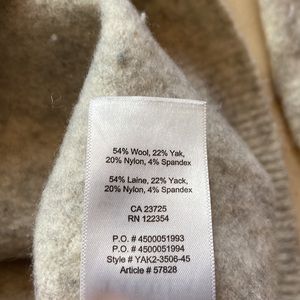 54% Wool, 22% Yak,
20% Nylon, 4% Spandex
54% Laine, 22% Yack,
20% Nylon, 4% Spandex
CA 23725
RN 122354
P.O. # 4500051993
P.O. # 4500051994
Style # YAK2-3506-45
Article # 57828